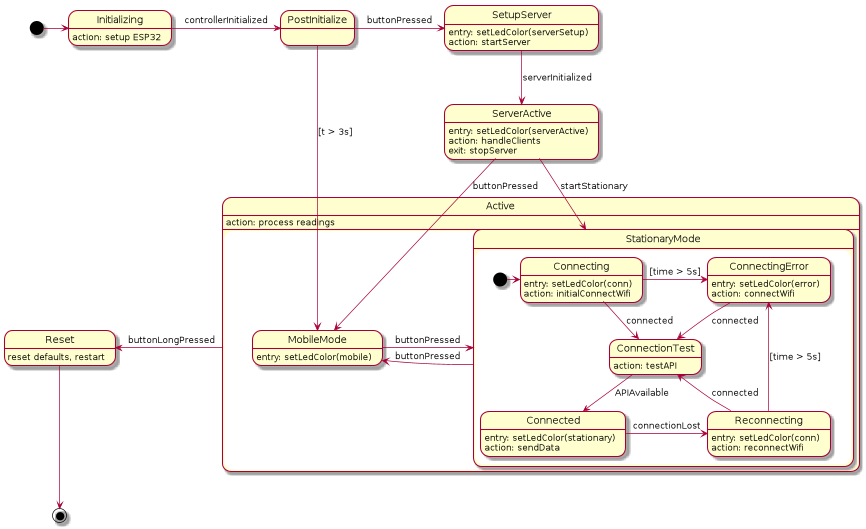 Initializing
action: setup ESP32
controllerInitialized
PostInitialize
buttonPressed
SetupServer
entry: setLedColor(serverSetup)
action: startServer
serverInitialized
[t > 3s]
ServerActive
entry: setLedColor(serverActive)
action: handleClients
exit: stopServer
buttonPressed
startStationary
Active
action: process readings
StationaryMode
Connecting
entry: setLedColor(conn)
action: initialConnectWifi
[time > 5s]
ConnectingError
entry: setLedColor(error)
action: connectWifi
connected
connected
Reset
reset defaults, restart
buttonLongPressed
MobileMode
entry: setLedColor(mobile)
buttonPressed
buttonPressed
ConnectionTest
action: testAPI
[time > 5s]
APIAvailable
connected
Connected
entry: setLedColor(stationary)
action: sendData
connectionLost
Reconnecting
entry: setLedColor(conn)
action: reconnectWifi